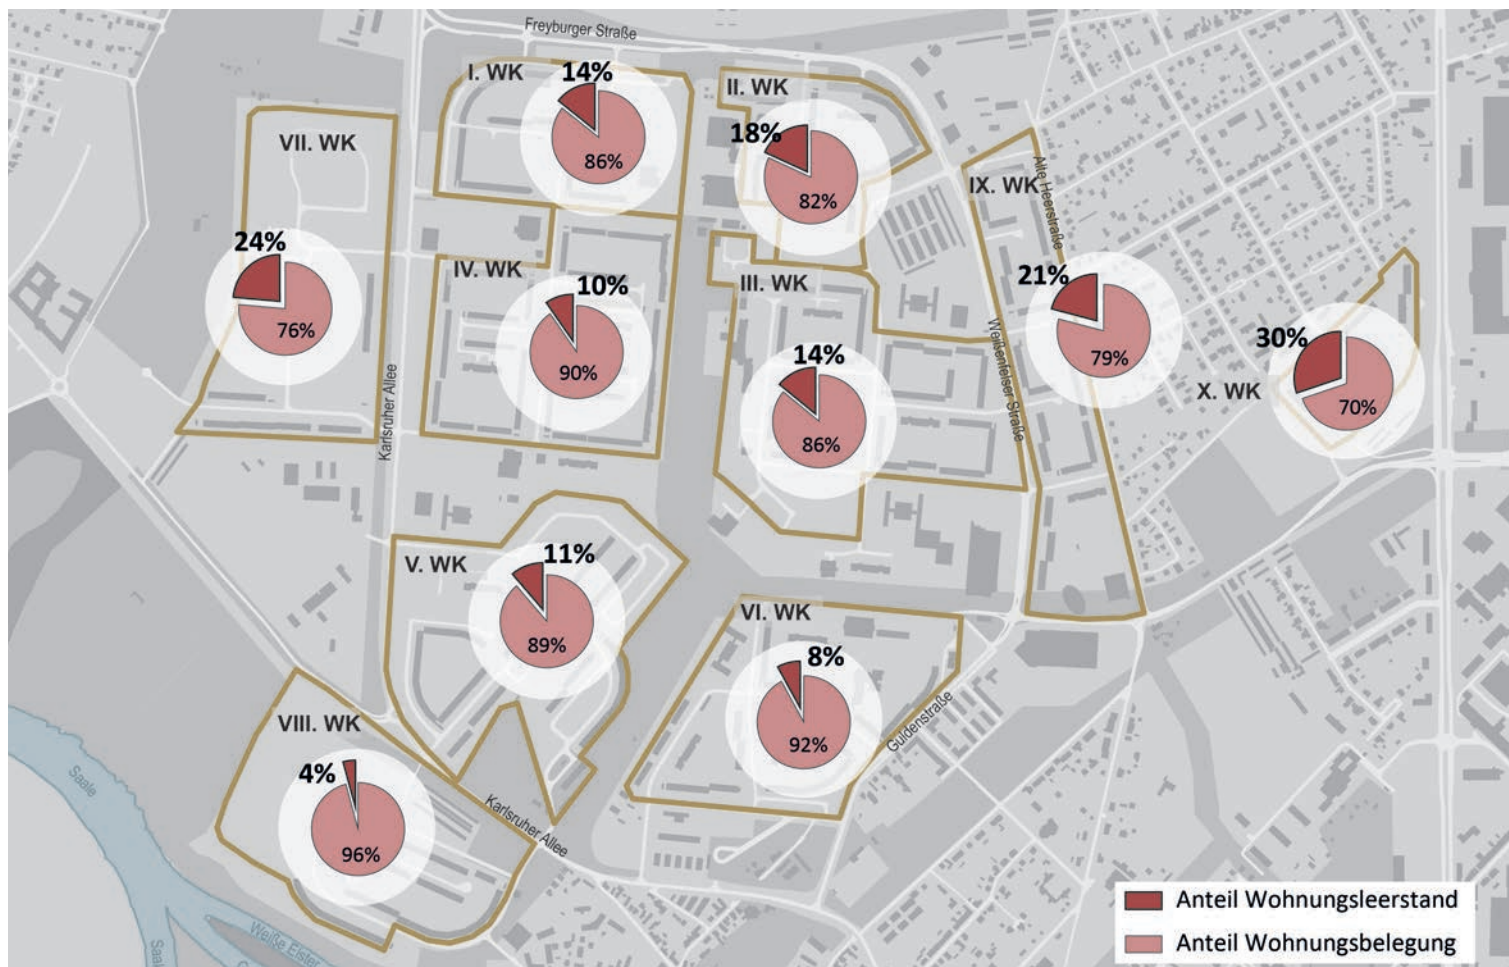 Freyburger Straße
I. WK
14%
86%
II. WK
18%
82%
VII. WK
24%
76%
IV. WK
10%
90%
III. WK
14%
86%
IX. WK
Alte Heerstraße
21%
79%
Weißenfelser Straße
X. WK
30%
70%
Karlsruher Allee
V. WK
11%
89%
VI. WK
8%
92%
Guldenstraße
VIII. WK
4%
96%
Karlsruher Allee
Saale
Weiße Elster
Saale
Anteil Wohnungsleerstand
Anteil Wohnungsbelegung